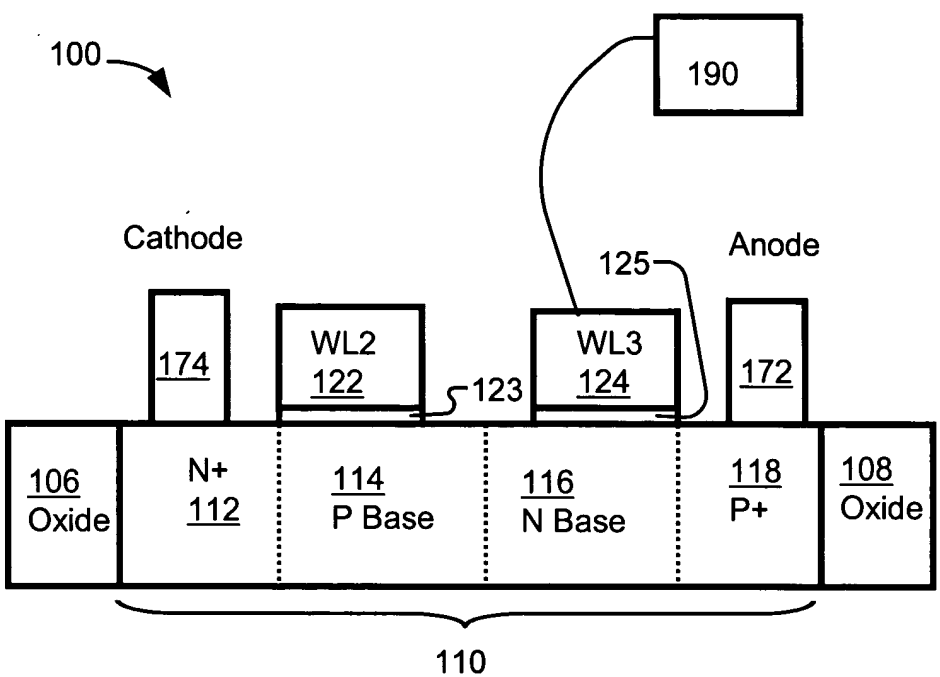 100
190
Cathode
Anode
125
WL2
122
WL3
124
174
172
123
106
Oxide
N+
112
114
P Base
116
N Base
118
P+
108
Oxide
110